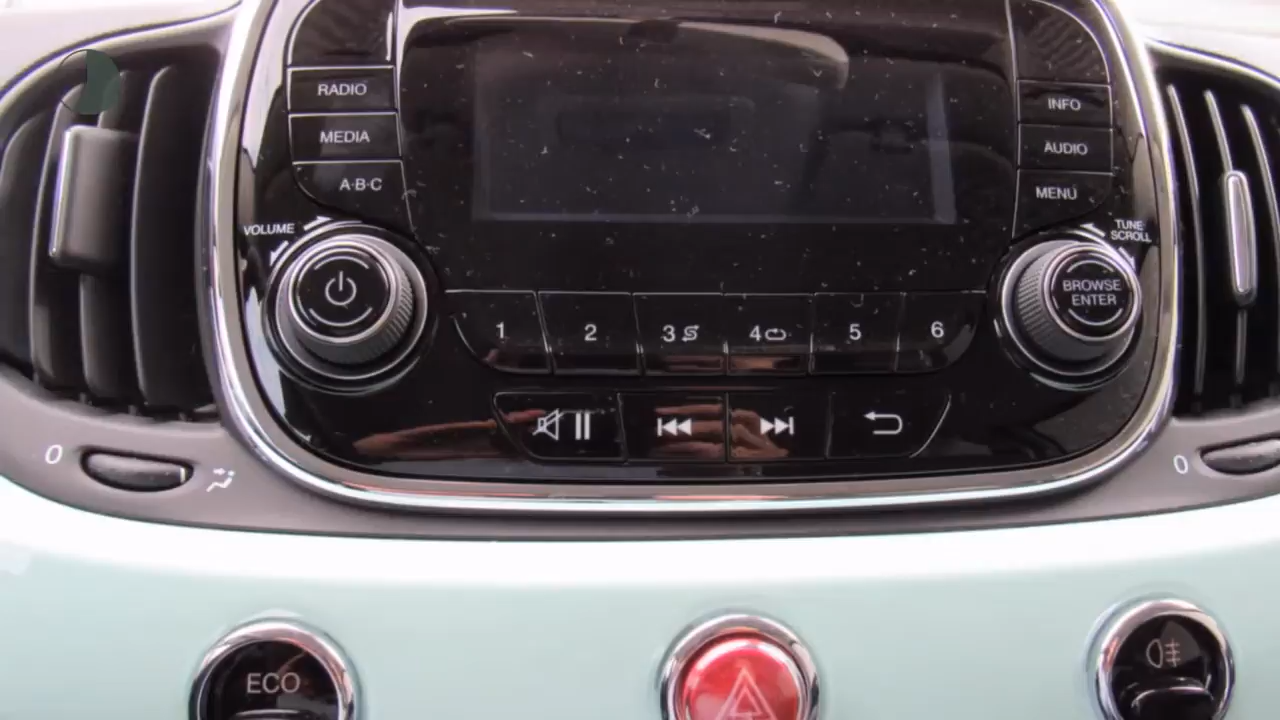 RADIO
INFO
MEDIA
AUDIO
A·B·C
MENU
VOLUME
TUNE
SCROLL
BROWSE
ENTER
1 2 3 4 5 6
0
0
ECO